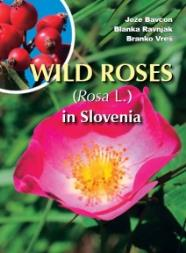 Jože Bavcon
Blanka Ravnjak
Branko Vreš
WILD ROSES
(Rosa L.)
in Slovenia